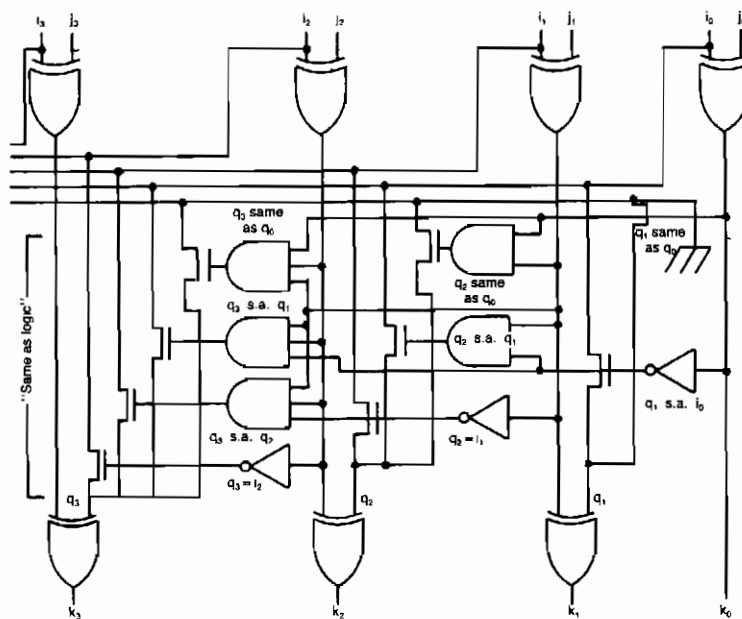 i₃ j₃ i₂ j₂ i₁ j₁ i₀ j
q₃ same
as q₀
q₁ same
as q₀
q₂ same
as q₀
"Same as logic"
q₃ s.a. q₁
q₂ s.a. q₁
q₁ s.a. i₀
q₃ s.a. q₂
q₂ = i₁
q₃ = i₂
q₃ q₂ q₁
k₃ k₂ k₁ k₀